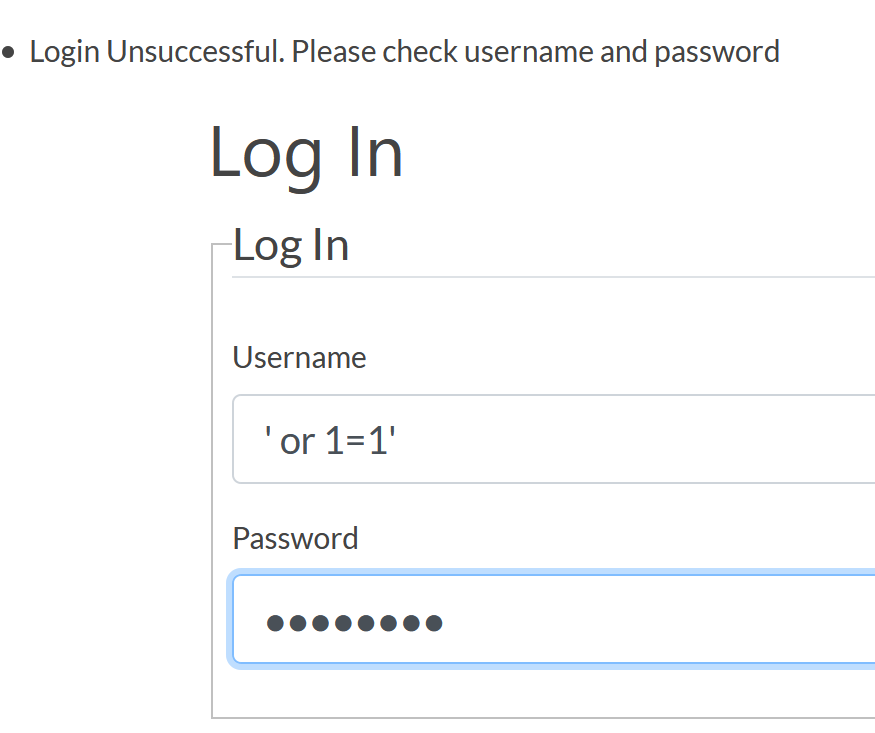 • Login Unsuccessful. Please check username and password
Log In
Log In
Username
' or 1=1'
Password
••••••••